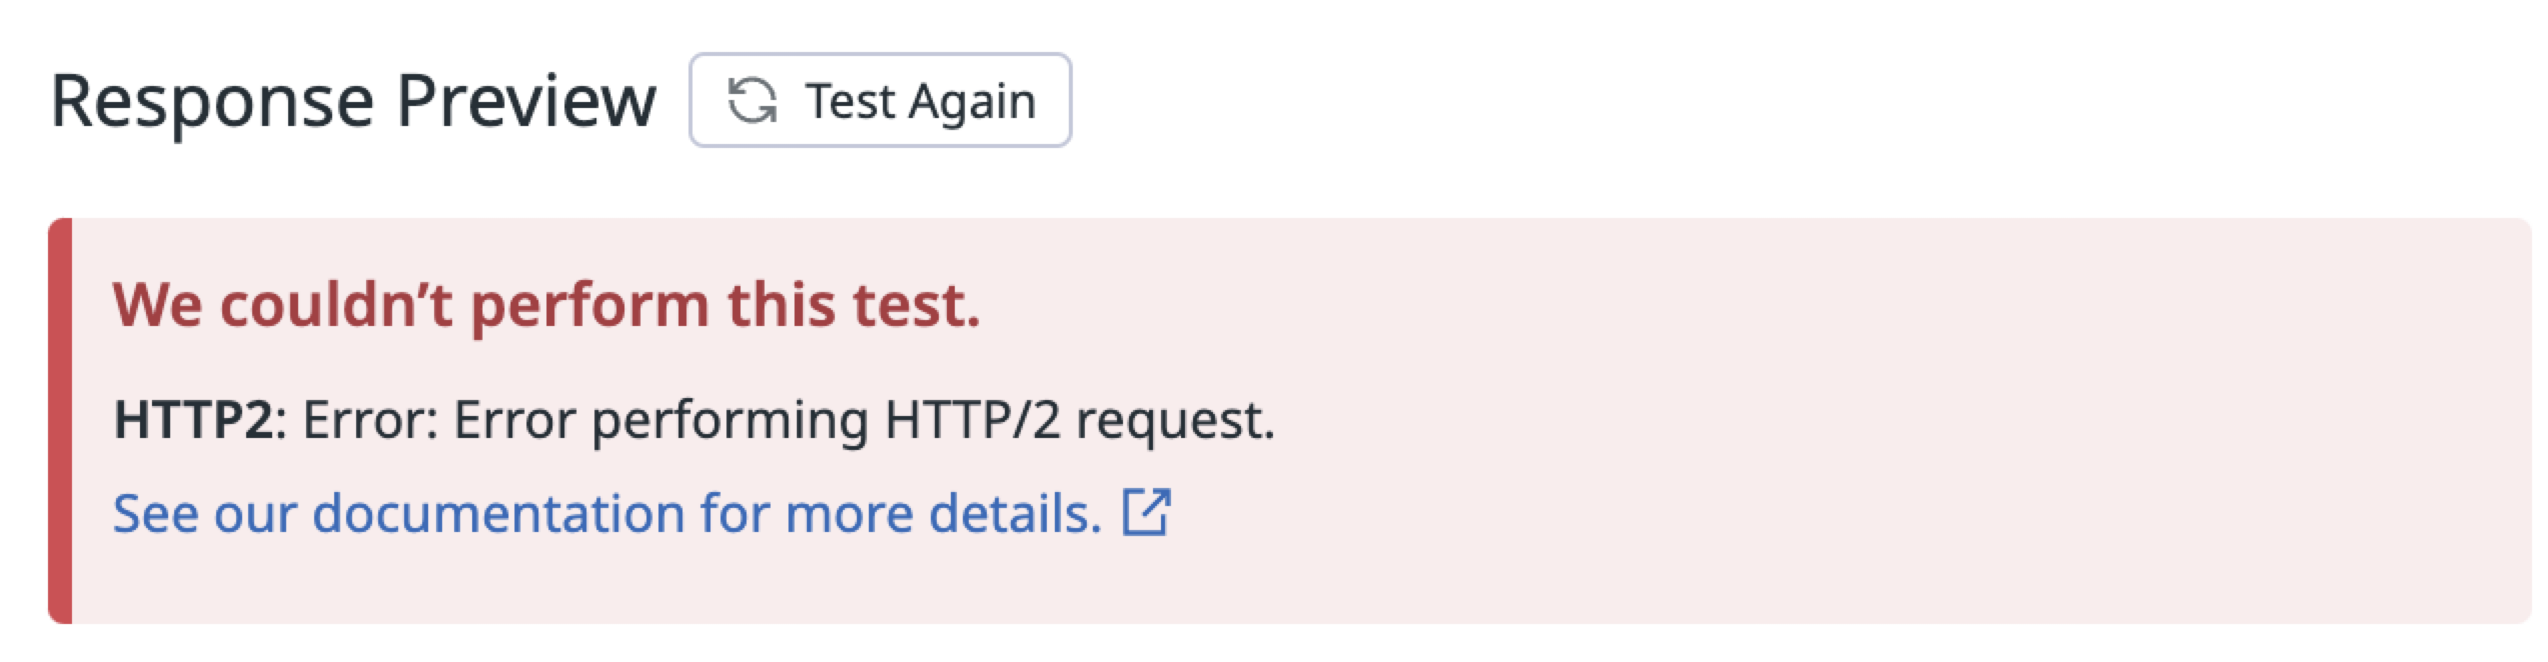 Response Preview
Test Again
We couldn’t perform this test.
HTTP2: Error: Error performing HTTP/2 request.
See our documentation for more details.